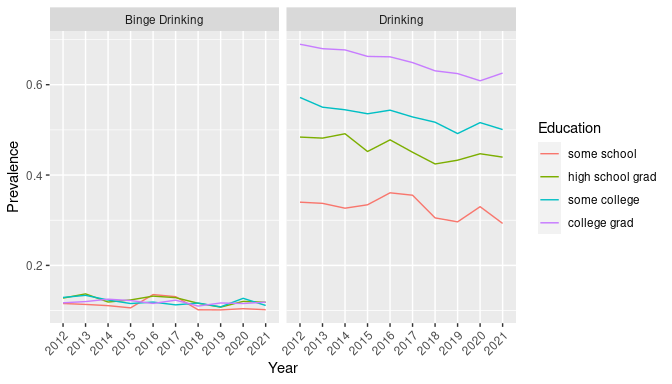 Binge Drinking
Drinking
Prevalence
0.6
0.4
0.2
2012 2013 2014 2015 2016 2017 2018 2019 2020 2021
2012 2013 2014 2015 2016 2017 2018 2019 2020 2021
Year
Education
some school
high school grad
some college
college grad